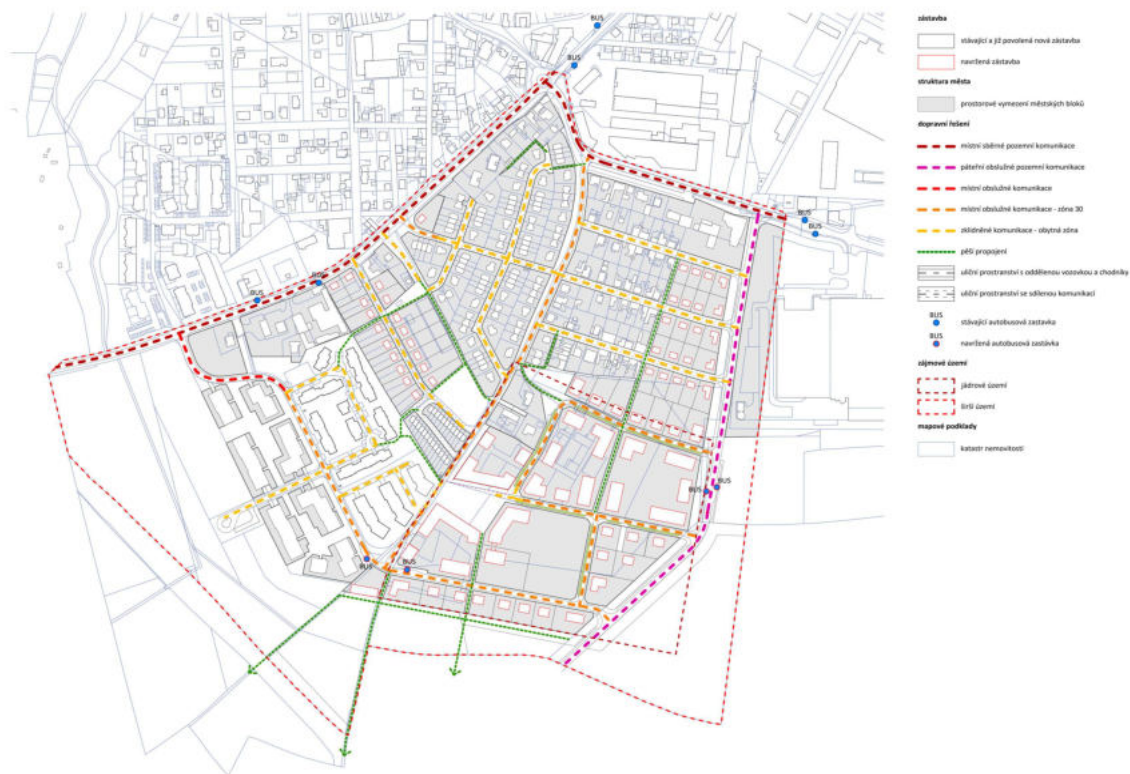 BUS
BUS
BUS
BUS
BUS
BUS
BUS
BUS
BUS
BUS
zástavba
stávající a již povolená nová zástavba
navržená zástavba
struktura města
prostorové vymezení městských bloků
dopravní řešení
místní sběrné pozemní komunikace
páteřní obslužné pozemní komunikace
místní obslužné komunikace
místní obslužné komunikace - zóna 30
zklidněné komunikace - obytná zóna
pěší propojení
uliční prostranství s oddělenou vozovkou a chodníky
uliční prostranství se sdílenou komunikací
BUS
stávající autobusová zastavka
BUS
navržená autobusová zastávka
zájmové území
jádrové území
širší území
mapové podklady
katastr nemovitostí